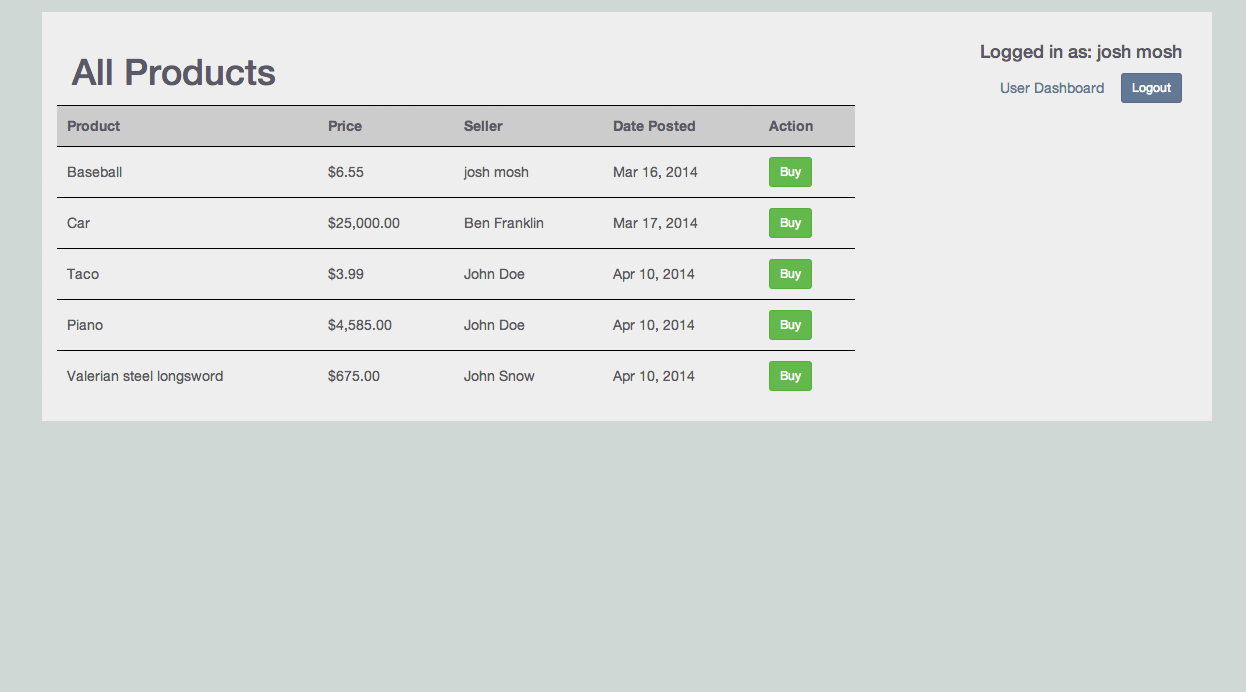 Logged in as: josh mosh
All Products
User Dashboard Logout
Product Price Seller Date Posted Action
Baseball $6.55 josh mosh Mar 16, 2014 Buy
Car $25,000.00 Ben Franklin Mar 17, 2014 Buy
Taco $3.99 John Doe Apr 10, 2014 Buy
Piano $4,585.00 John Doe Apr 10, 2014 Buy
Valerian steel longsword $675.00 John Snow Apr 10, 2014 Buy